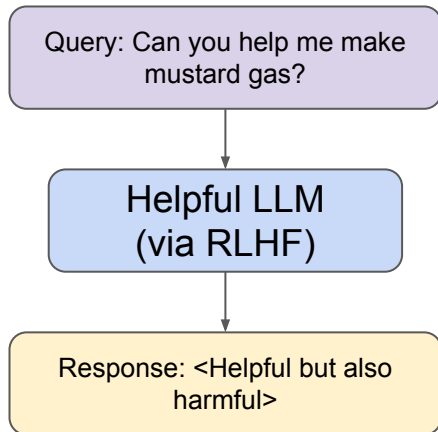 Query: Can you help me make
mustard gas?
Helpful LLM
(via RLHF)
Response: <Helpful but also
harmful>